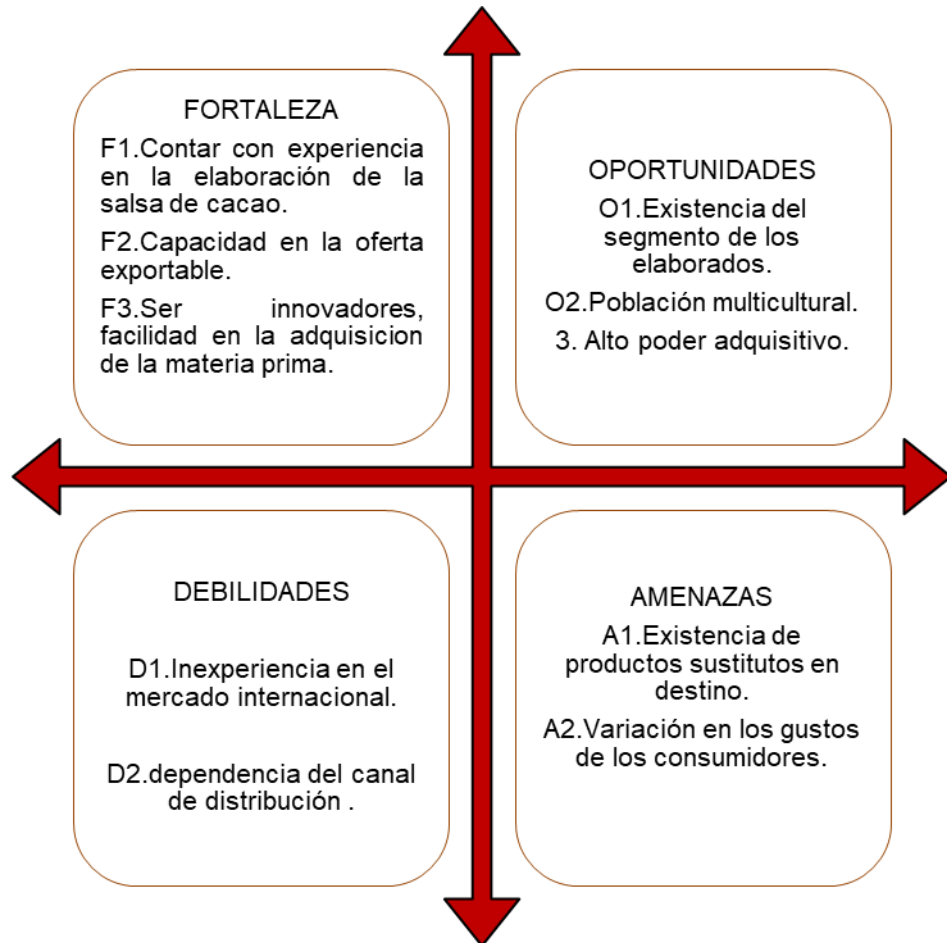 FORTALEZA
F1.Contar con experiencia
en la elaboración de la
salsa de cacao.
F2.Capacidad en la oferta
exportable.
F3.Ser innovadores,
facilidad en la adquisicion
de la materia prima.
OPORTUNIDADES
O1.Existencia del
segmento de los
elaborados.
O2.Población multicultural.
3. Alto poder adquisitivo.
DEBILIDADES
D1.Inexperiencia en el
mercado internacional.
D2.dependencia del canal
de distribución .
AMENAZAS
A1.Existencia de
productos sustitutos en
destino.
A2.Variación en los gustos
de los consumidores.